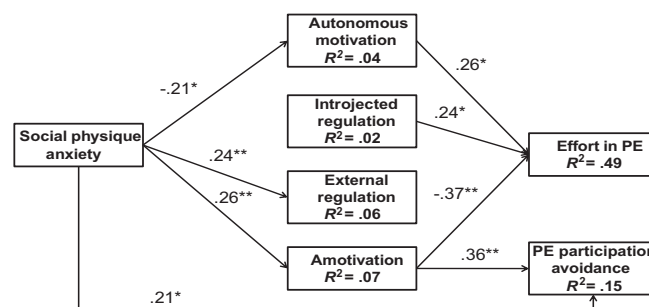 Autonomous
motivation
R² = .04
-.21*
.26*
Introjected
regulation
R² = .02
.24*
Social physique
anxiety
Effort in PE
R² = .49
.24**
.26**
External
regulation
R² = .06
-.37**
Amotivation
R² = .07
.36**
PE participation
avoidance
R² = .15
.21*